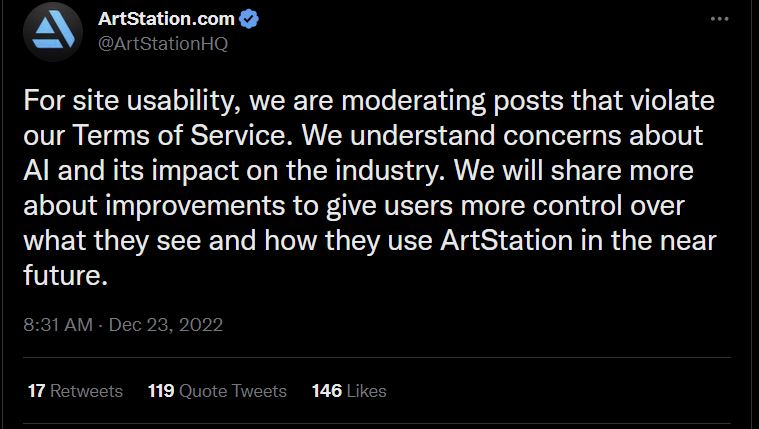 ArtStation.com
@ArtStationHQ
For site usability, we are moderating posts that violate
our Terms of Service. We understand concerns about
AI and its impact on the industry. We will share more
about improvements to give users more control over
what they see and how they use ArtStation in the near
future.
8:31 AM · Dec 23, 2022
17 Retweets 119 Quote Tweets 146 Likes